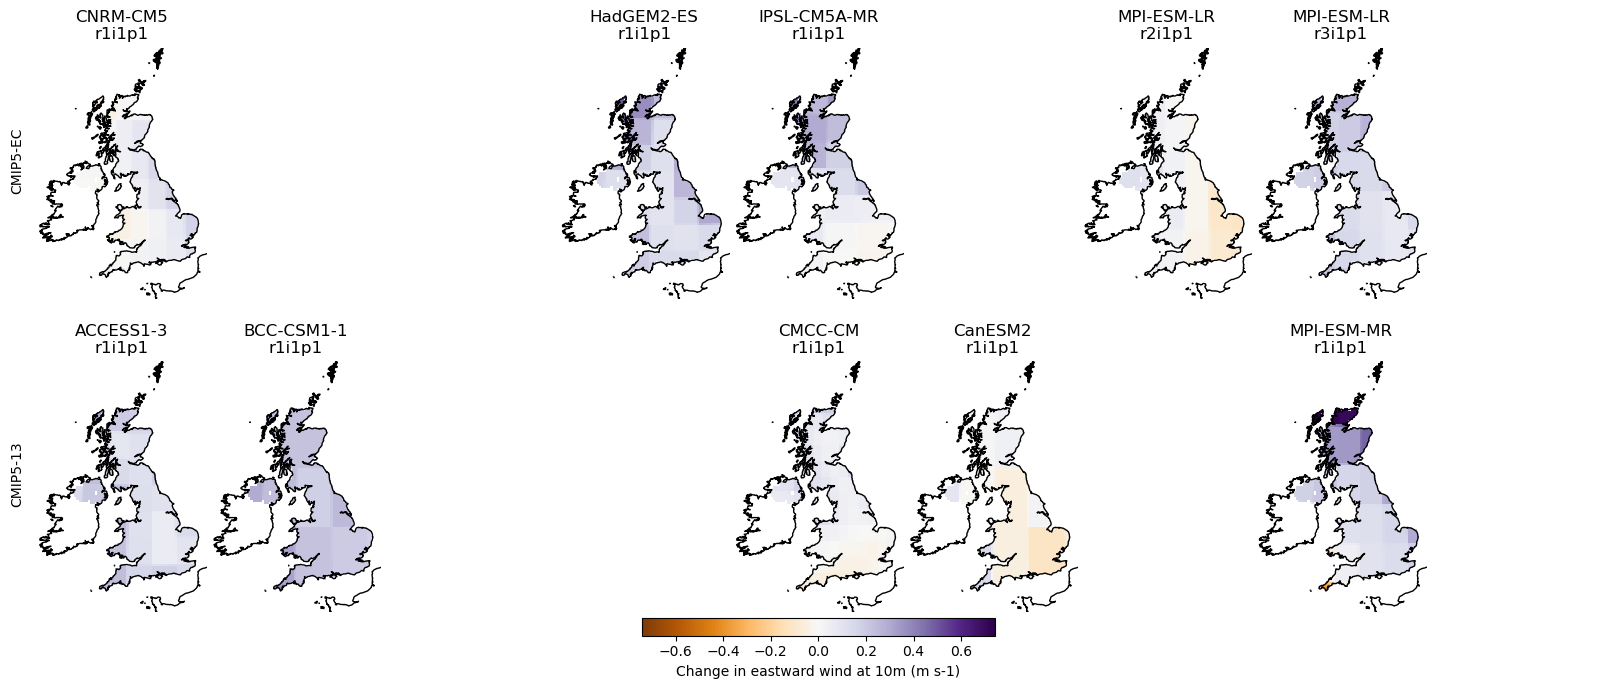 CNRM-CM5
r1i1p1
HadGEM2-ES
r1i1p1
IPSL-CM5A-MR
r1i1p1
MPI-ESM-LR
r2i1p1
MPI-ESM-LR
r3i1p1
CMIP5-EC
ACCESS1-3
r1i1p1
BCC-CSM1-1
r1i1p1
CMCC-CM
r1i1p1
CanESM2
r1i1p1
MPI-ESM-MR
r1i1p1
CMIP5-13
−0.6 −0.4 −0.2 0.0 0.2 0.4 0.6
Change in eastward wind at 10m (m s-1)